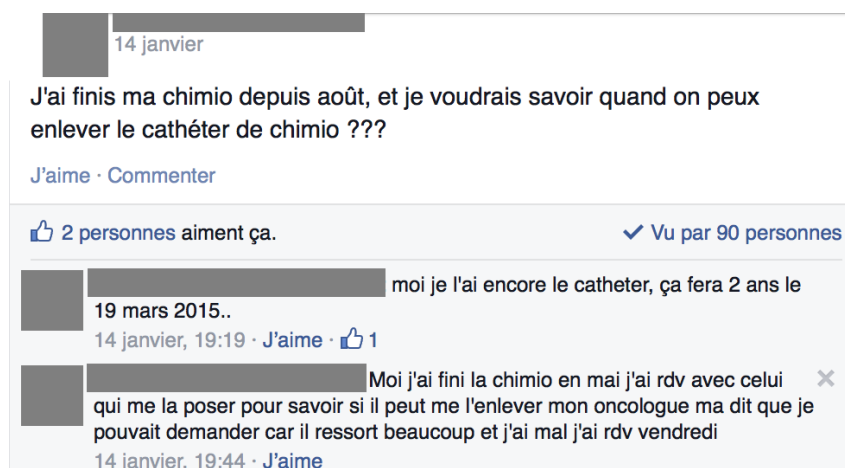 14 janvier
J'ai finis ma chimio depuis août, et je voudrais savoir quand on peux
enlever le cathéter de chimio ???
J'aime · Commenter
2 personnes aiment ça. Vu par 90 personnes
moi je l'ai encore le catheter, ça fera 2 ans le
19 mars 2015..
14 janvier, 19:19 · J'aime · 1
Moi j'ai fini la chimio en mai j'ai rdv avec celui
qui me la poser pour savoir si il peut me l'enlever mon oncologue ma dit que je
pouvait demander car il ressort beaucoup et j'ai mal j'ai rdv vendredi
14 janvier, 19:44 · J'aime